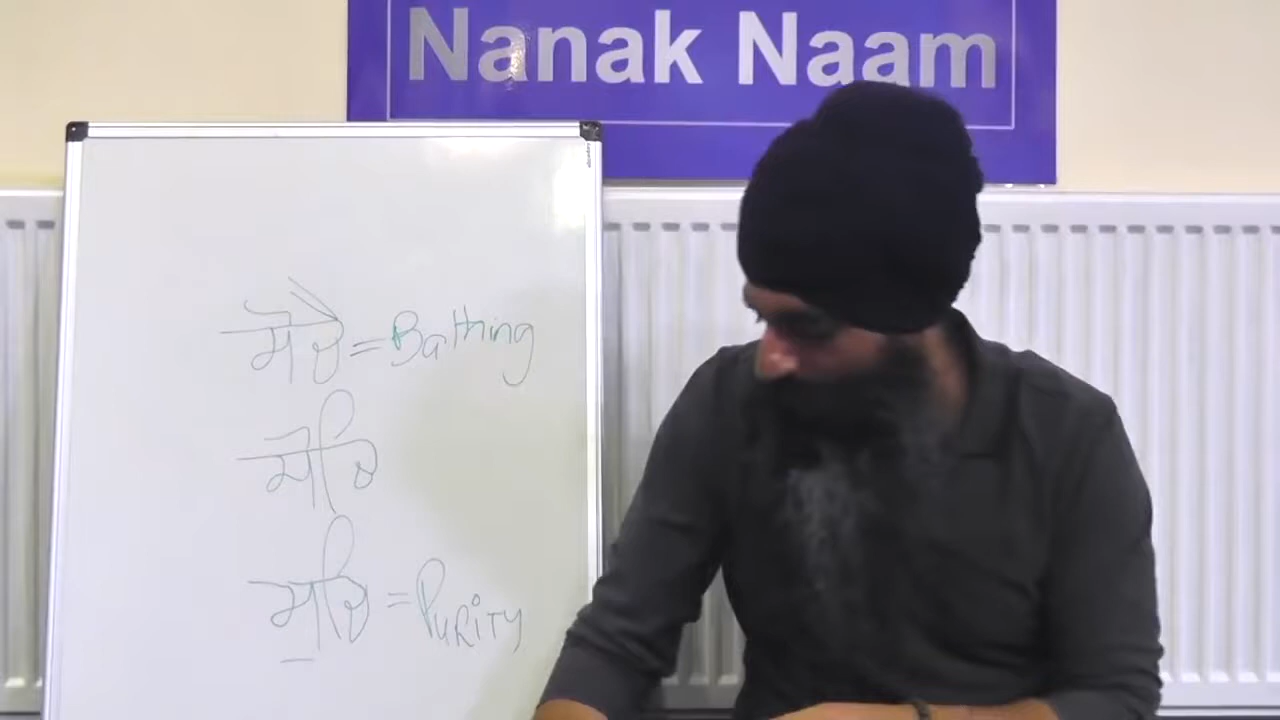 Nanak Naam
ਸੋਚੈ = Bathing
ਸੋਚਿ
ਸੁਚਿ = Purity